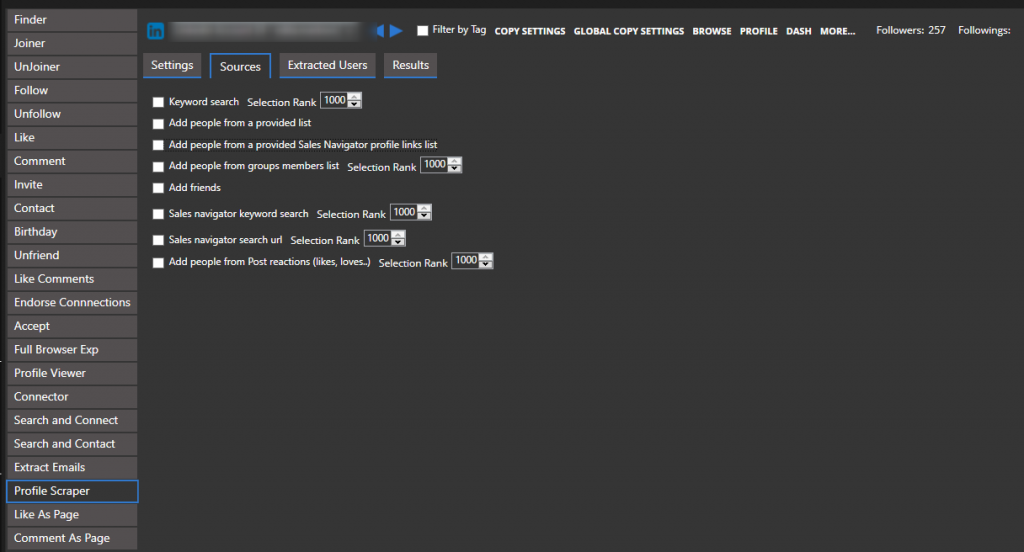 Finder
Joiner
UnJoiner
Follow
Unfollow
Like
Comment
Invite
Contact
Birthday
Unfriend
Like Comments
Endorse Connnections
Accept
Full Browser Exp
Profile Viewer
Connector
Search and Connect
Search and Contact
Extract Emails
Profile Scraper
Like As Page
Comment As Page
in Filter by Tag COPY SETTINGS GLOBAL COPY SETTINGS BROWSE PROFILE DASH MORE... Followers: 257 Followings:
Settings Sources Extracted Users Results
Keyword search Selection Rank 1000
Add people from a provided list
Add people from a provided Sales Navigator profile links list
Add people from groups members list Selection Rank 1000
Add friends
Sales navigator keyword search Selection Rank 1000
Sales navigator search url Selection Rank 1000
Add people from Post reactions (likes, loves..) Selection Rank 1000